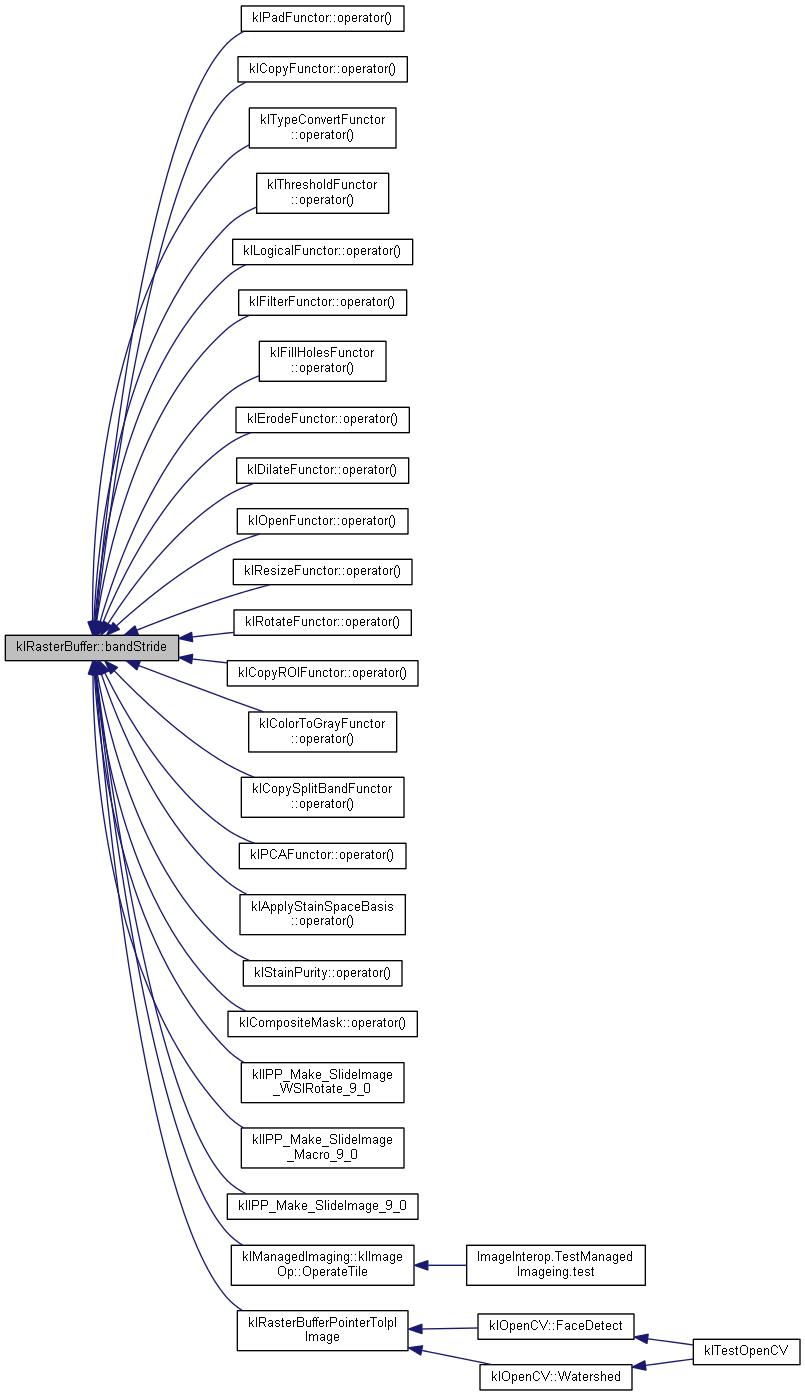 klPadFunctor::operator()
klCopyFunctor::operator()
klTypeConvertFunctor
::operator()
klThresholdFunctor
::operator()
klLogicalFunctor::operator()
klFilterFunctor::operator()
klFillHolesFunctor
::operator()
klErodeFunctor::operator()
klDilateFunctor::operator()
klOpenFunctor::operator()
klResizeFunctor::operator()
klRotateFunctor::operator()
klRasterBuffer::bandStride
klCopyROIFunctor::operator()
klColorToGrayFunctor
::operator()
klCopySplitBandFunctor
::operator()
klPCAFunctor::operator()
klApplyStainSpaceBasis
::operator()
klStainPurity::operator()
klCompositeMask::operator()
klIPP_Make_SlideImage
_WSIRotate_9_0
klIPP_Make_SlideImage
_Macro_9_0
klIPP_Make_SlideImage_9_0
klManagedImaging::klImage
Op::OperateTile
ImageInterop.TestManaged
Imageing.test
klRasterBufferPointerToIpl
Image
klOpenCV::FaceDetect
klTestOpenCV
klOpenCV::Watershed